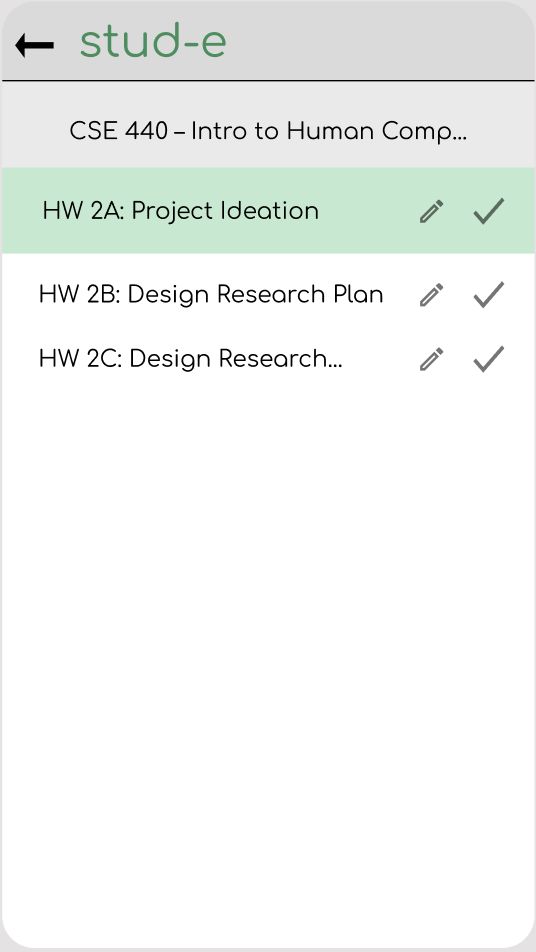 stud-e
CSE 440 – Intro to Human Comp...
HW 2A: Project Ideation
HW 2B: Design Research Plan
HW 2C: Design Research...